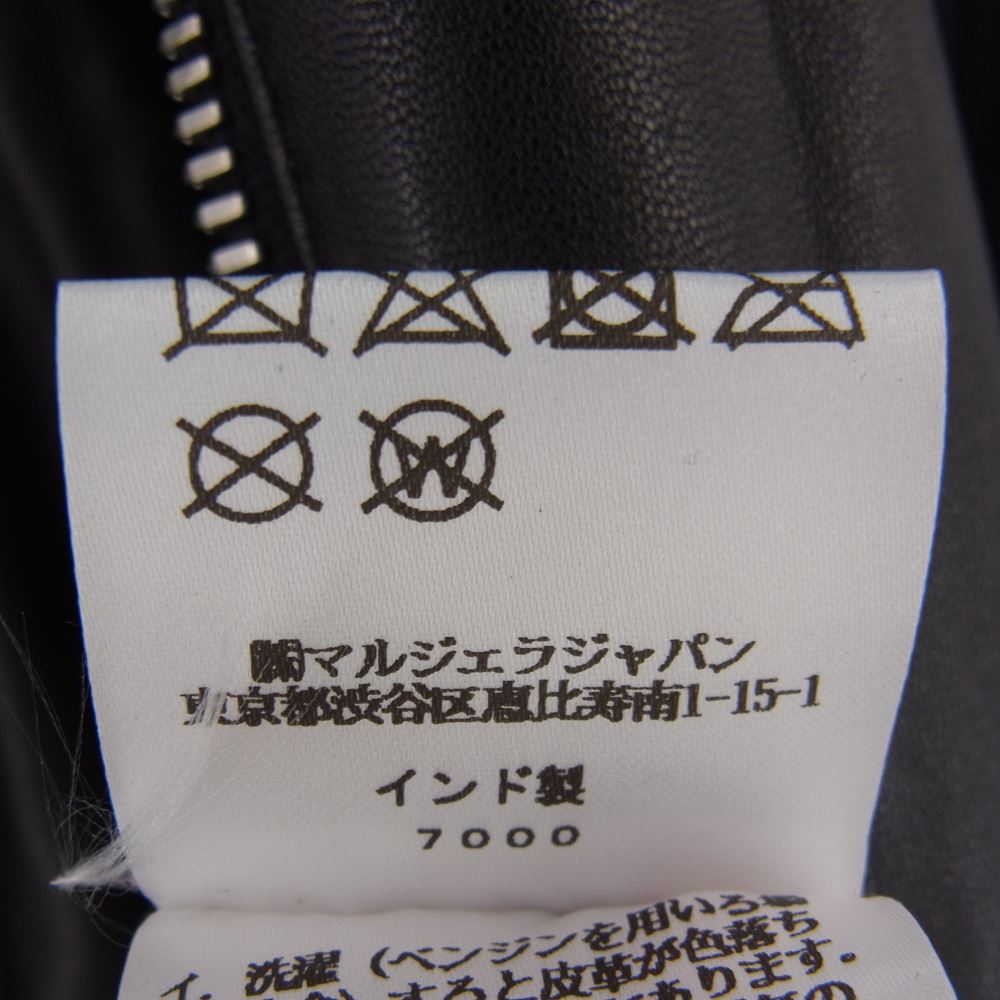 ㈱マルジェラジャパン
東京都渋谷区恵比寿南1-15-1
インド製
7000
1. 洗濯(ベンジンを用いる
すると皮革が色落ち
あります。